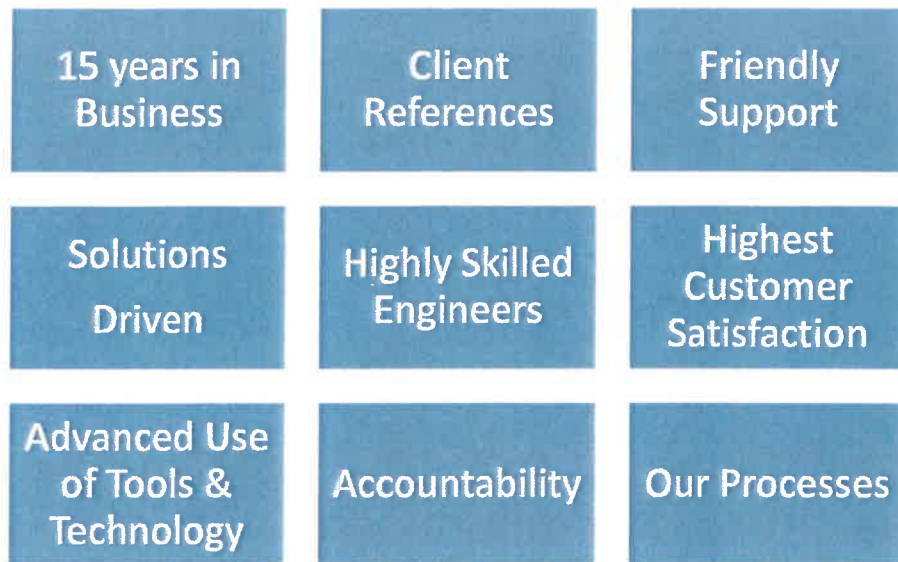 15 years in
Business
Client
References
Friendly
Support
Solutions
Driven
Highly Skilled
Engineers
Highest
Customer
Satisfaction
Advanced Use
of Tools &
Technology
Accountability
Our Processes